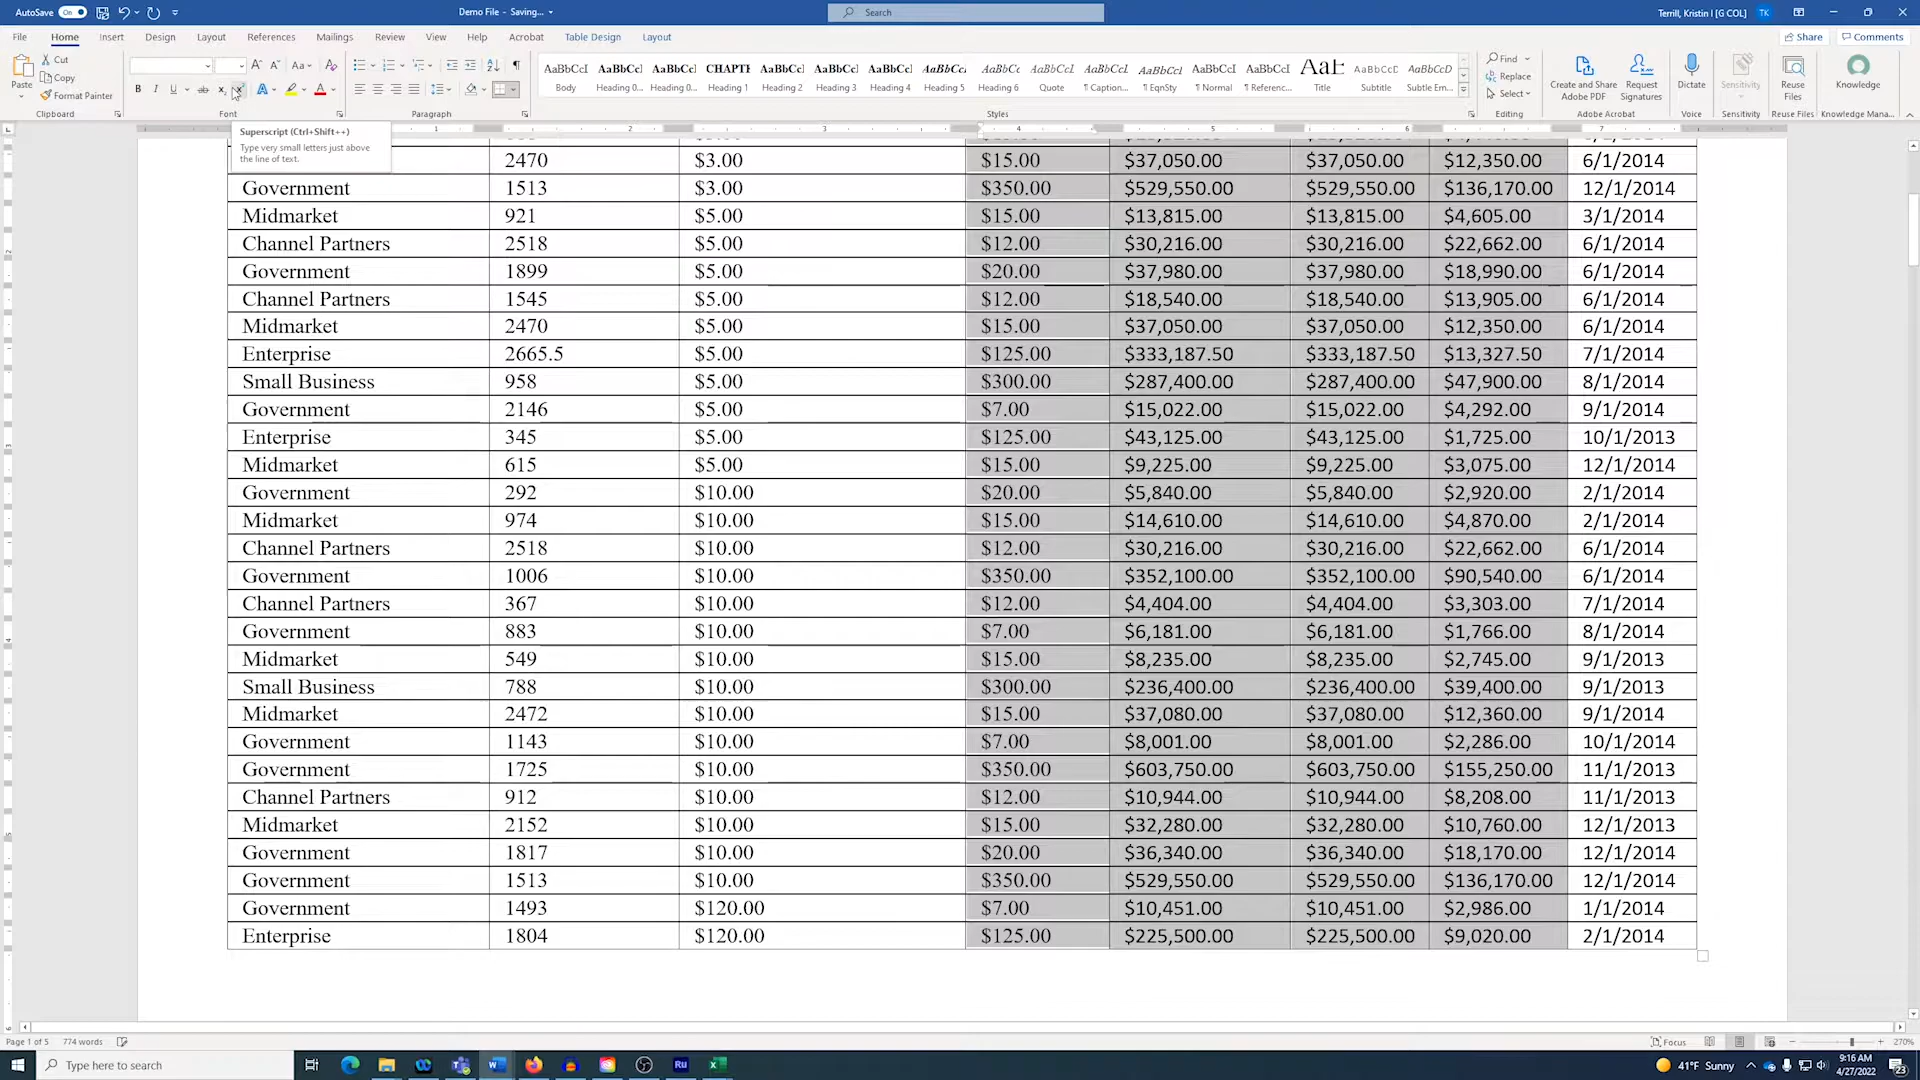 AutoSave On
Demo File - Saving...
Search
Terrill, Kristin I [G COL] TK
File Home Insert Design Layout References Mailings Review View Help Acrobat Table Design Layout
Share Comments
Paste Cut Copy Format Painter
Clipboard
Aa
B I U ab x A A
Font
Paragraph
AaBbCcI Body
AaBbCc Heading 0...
AaBbCc Heading 0...
CHAPTE Heading 1
AaBbCc Heading 2
AaBbCc Heading 3
AaBbCc Heading 4
AaBbCc Heading 5
AaBbCc Heading 6
AaBbCcL Quote
AaBbCcL ¶ Caption...
AaBbCcI ¶ EqnSty
AaBbCcI ¶ Normal
AaBbCcI ¶ Referenc...
AaB Title
AaBbCcD Subtitle
AaBbCcD Subtle Em...
Styles
Find
Replace
Select
Editing
Create and Share Adobe PDF
Request Signatures
Adobe Acrobat
Dictate
Voice
Sensitivity
Sensitivity
Reuse Files
Reuse Files
Knowledge
Knowledge Mana...
Superscript (Ctrl+Shift++)
Type very small letters just above
the line of text.
1 2 3 4 5 6 7
2470 $3.00 $15.00 $37,050.00 $37,050.00 $12,350.00 6/1/2014
Government 1513 $3.00 $350.00 $529,550.00 $529,550.00 $136,170.00 12/1/2014
Midmarket 921 $5.00 $15.00 $13,815.00 $13,815.00 $4,605.00 3/1/2014
Channel Partners 2518 $5.00 $12.00 $30,216.00 $30,216.00 $22,662.00 6/1/2014
Government 1899 $5.00 $20.00 $37,980.00 $37,980.00 $18,990.00 6/1/2014
Channel Partners 1545 $5.00 $12.00 $18,540.00 $18,540.00 $13,905.00 6/1/2014
Midmarket 2470 $5.00 $15.00 $37,050.00 $37,050.00 $12,350.00 6/1/2014
Enterprise 2665.5 $5.00 $125.00 $333,187.50 $333,187.50 $13,327.50 7/1/2014
Small Business 958 $5.00 $300.00 $287,400.00 $287,400.00 $47,900.00 8/1/2014
Government 2146 $5.00 $7.00 $15,022.00 $15,022.00 $4,292.00 9/1/2014
Enterprise 345 $5.00 $125.00 $43,125.00 $43,125.00 $1,725.00 10/1/2013
Midmarket 615 $5.00 $15.00 $9,225.00 $9,225.00 $3,075.00 12/1/2014
Government 292 $10.00 $20.00 $5,840.00 $5,840.00 $2,920.00 2/1/2014
Midmarket 974 $10.00 $15.00 $14,610.00 $14,610.00 $4,870.00 2/1/2014
Channel Partners 2518 $10.00 $12.00 $30,216.00 $30,216.00 $22,662.00 6/1/2014
Government 1006 $10.00 $350.00 $352,100.00 $352,100.00 $90,540.00 6/1/2014
Channel Partners 367 $10.00 $12.00 $4,404.00 $4,404.00 $3,303.00 7/1/2014
Government 883 $10.00 $7.00 $6,181.00 $6,181.00 $1,766.00 8/1/2014
Midmarket 549 $10.00 $15.00 $8,235.00 $8,235.00 $2,745.00 9/1/2013
Small Business 788 $10.00 $300.00 $236,400.00 $236,400.00 $39,400.00 9/1/2013
Midmarket 2472 $10.00 $15.00 $37,080.00 $37,080.00 $12,360.00 9/1/2014
Government 1143 $10.00 $7.00 $8,001.00 $8,001.00 $2,286.00 10/1/2014
Government 1725 $10.00 $350.00 $603,750.00 $603,750.00 $155,250.00 11/1/2013
Channel Partners 912 $10.00 $12.00 $10,944.00 $10,944.00 $8,208.00 11/1/2013
Midmarket 2152 $10.00 $15.00 $32,280.00 $32,280.00 $10,760.00 12/1/2013
Government 1817 $10.00 $20.00 $36,340.00 $36,340.00 $18,170.00 12/1/2014
Government 1513 $10.00 $350.00 $529,550.00 $529,550.00 $136,170.00 12/1/2014
Government 1493 $120.00 $7.00 $10,451.00 $10,451.00 $2,986.00 1/1/2014
Enterprise 1804 $120.00 $125.00 $225,500.00 $225,500.00 $9,020.00 2/1/2014
Page 1 of 5 774 words
Focus 270%
Type here to search
Ru
41°F Sunny
9:16 AM
4/27/2022
23